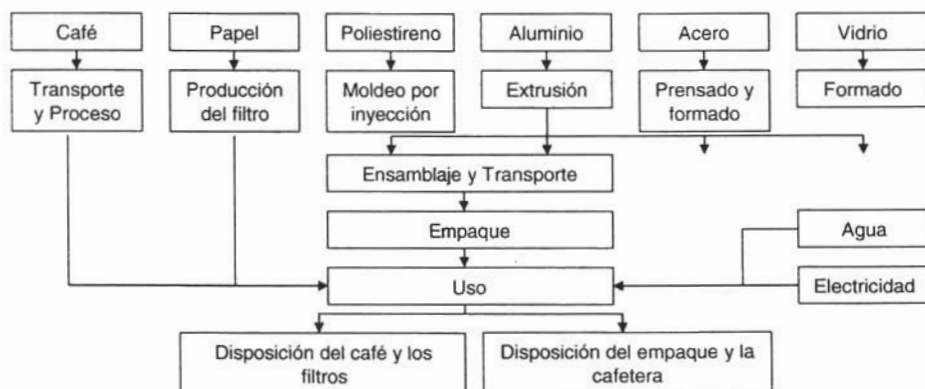 Café
Papel
Poliestireno
Aluminio
Acero
Vidrio
Transporte
y Proceso
Producción
del filtro
Moldeo por
inyección
Extrusión
Prensado y
formado
Formado
Ensamblaje y Transporte
Empaque
Agua
Uso
Electricidad
Disposición del café y los
filtros
Disposición del empaque y la
cafetera